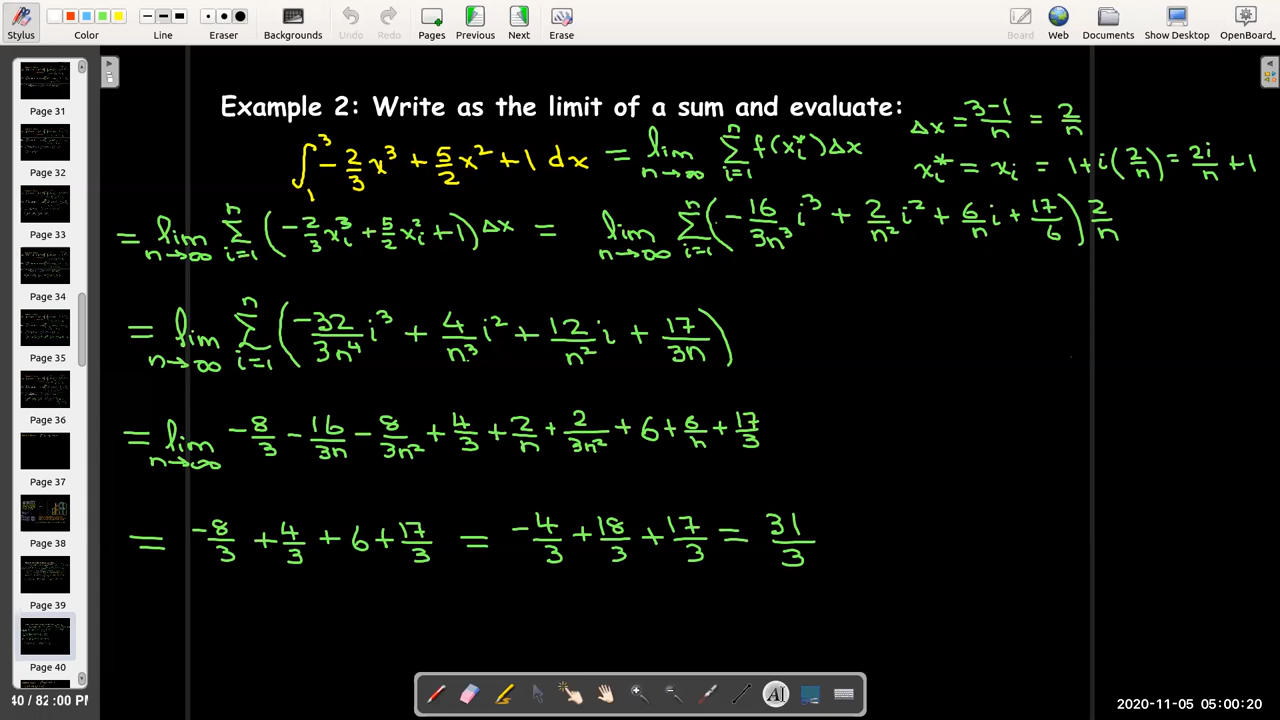 Stylus Color Line Eraser Backgrounds Undo Redo Pages Previous Next Erase Board Web Documents Show Desktop OpenBoard
Page 31
Page 32
Page 33
Page 34
Page 35
Page 36
Page 37
Page 38
Page 39
Page 40
Example 2: Write as the limit of a sum and evaluate:
∫₁³ -2/3 x³ + 5/2 x² + 1 dx = lim n→∞ Σ i=1 n f(xᵢ*)Δx
Δx = 3-1/n = 2/n
xᵢ* = xᵢ = 1+i(2/n) = 2i/n + 1
= lim n→∞ Σ i=1 n (-2/3 xᵢ³ + 5/2 xᵢ² + 1)Δx = lim n→∞ Σ i=1 n (-16/3n³ i³ + 2/n² i² + 6/n i + 17/6) 2/n
= lim n→∞ Σ i=1 n (-32/3n⁴ i³ + 4/n³ i² + 12/n² i + 17/3n)
= lim n→∞ -8/3 - 16/3n - 8/3n² + 4/3 + 2/n + 2/3n² + 6 + 6/n + 17/3
= -8/3 + 4/3 + 6 + 17/3 = -4/3 + 18/3 + 17/3 = 31/3
2020-11-05 05:00:20